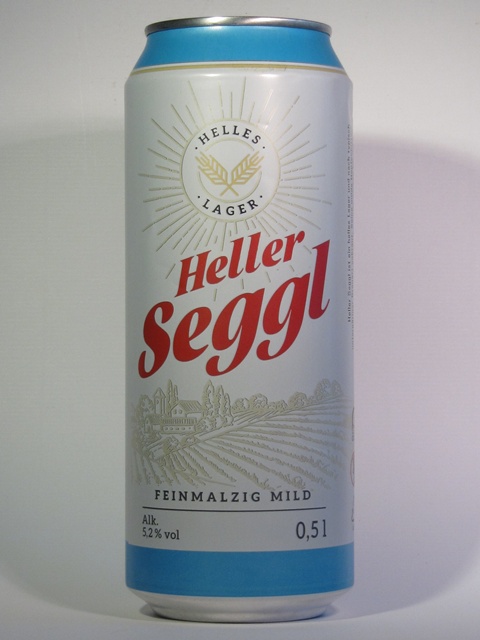 · HELLES ·
LAGER
Heller
Seggl
FEINMALZIG MILD
Alk.
5,2 % vol
0,5 l